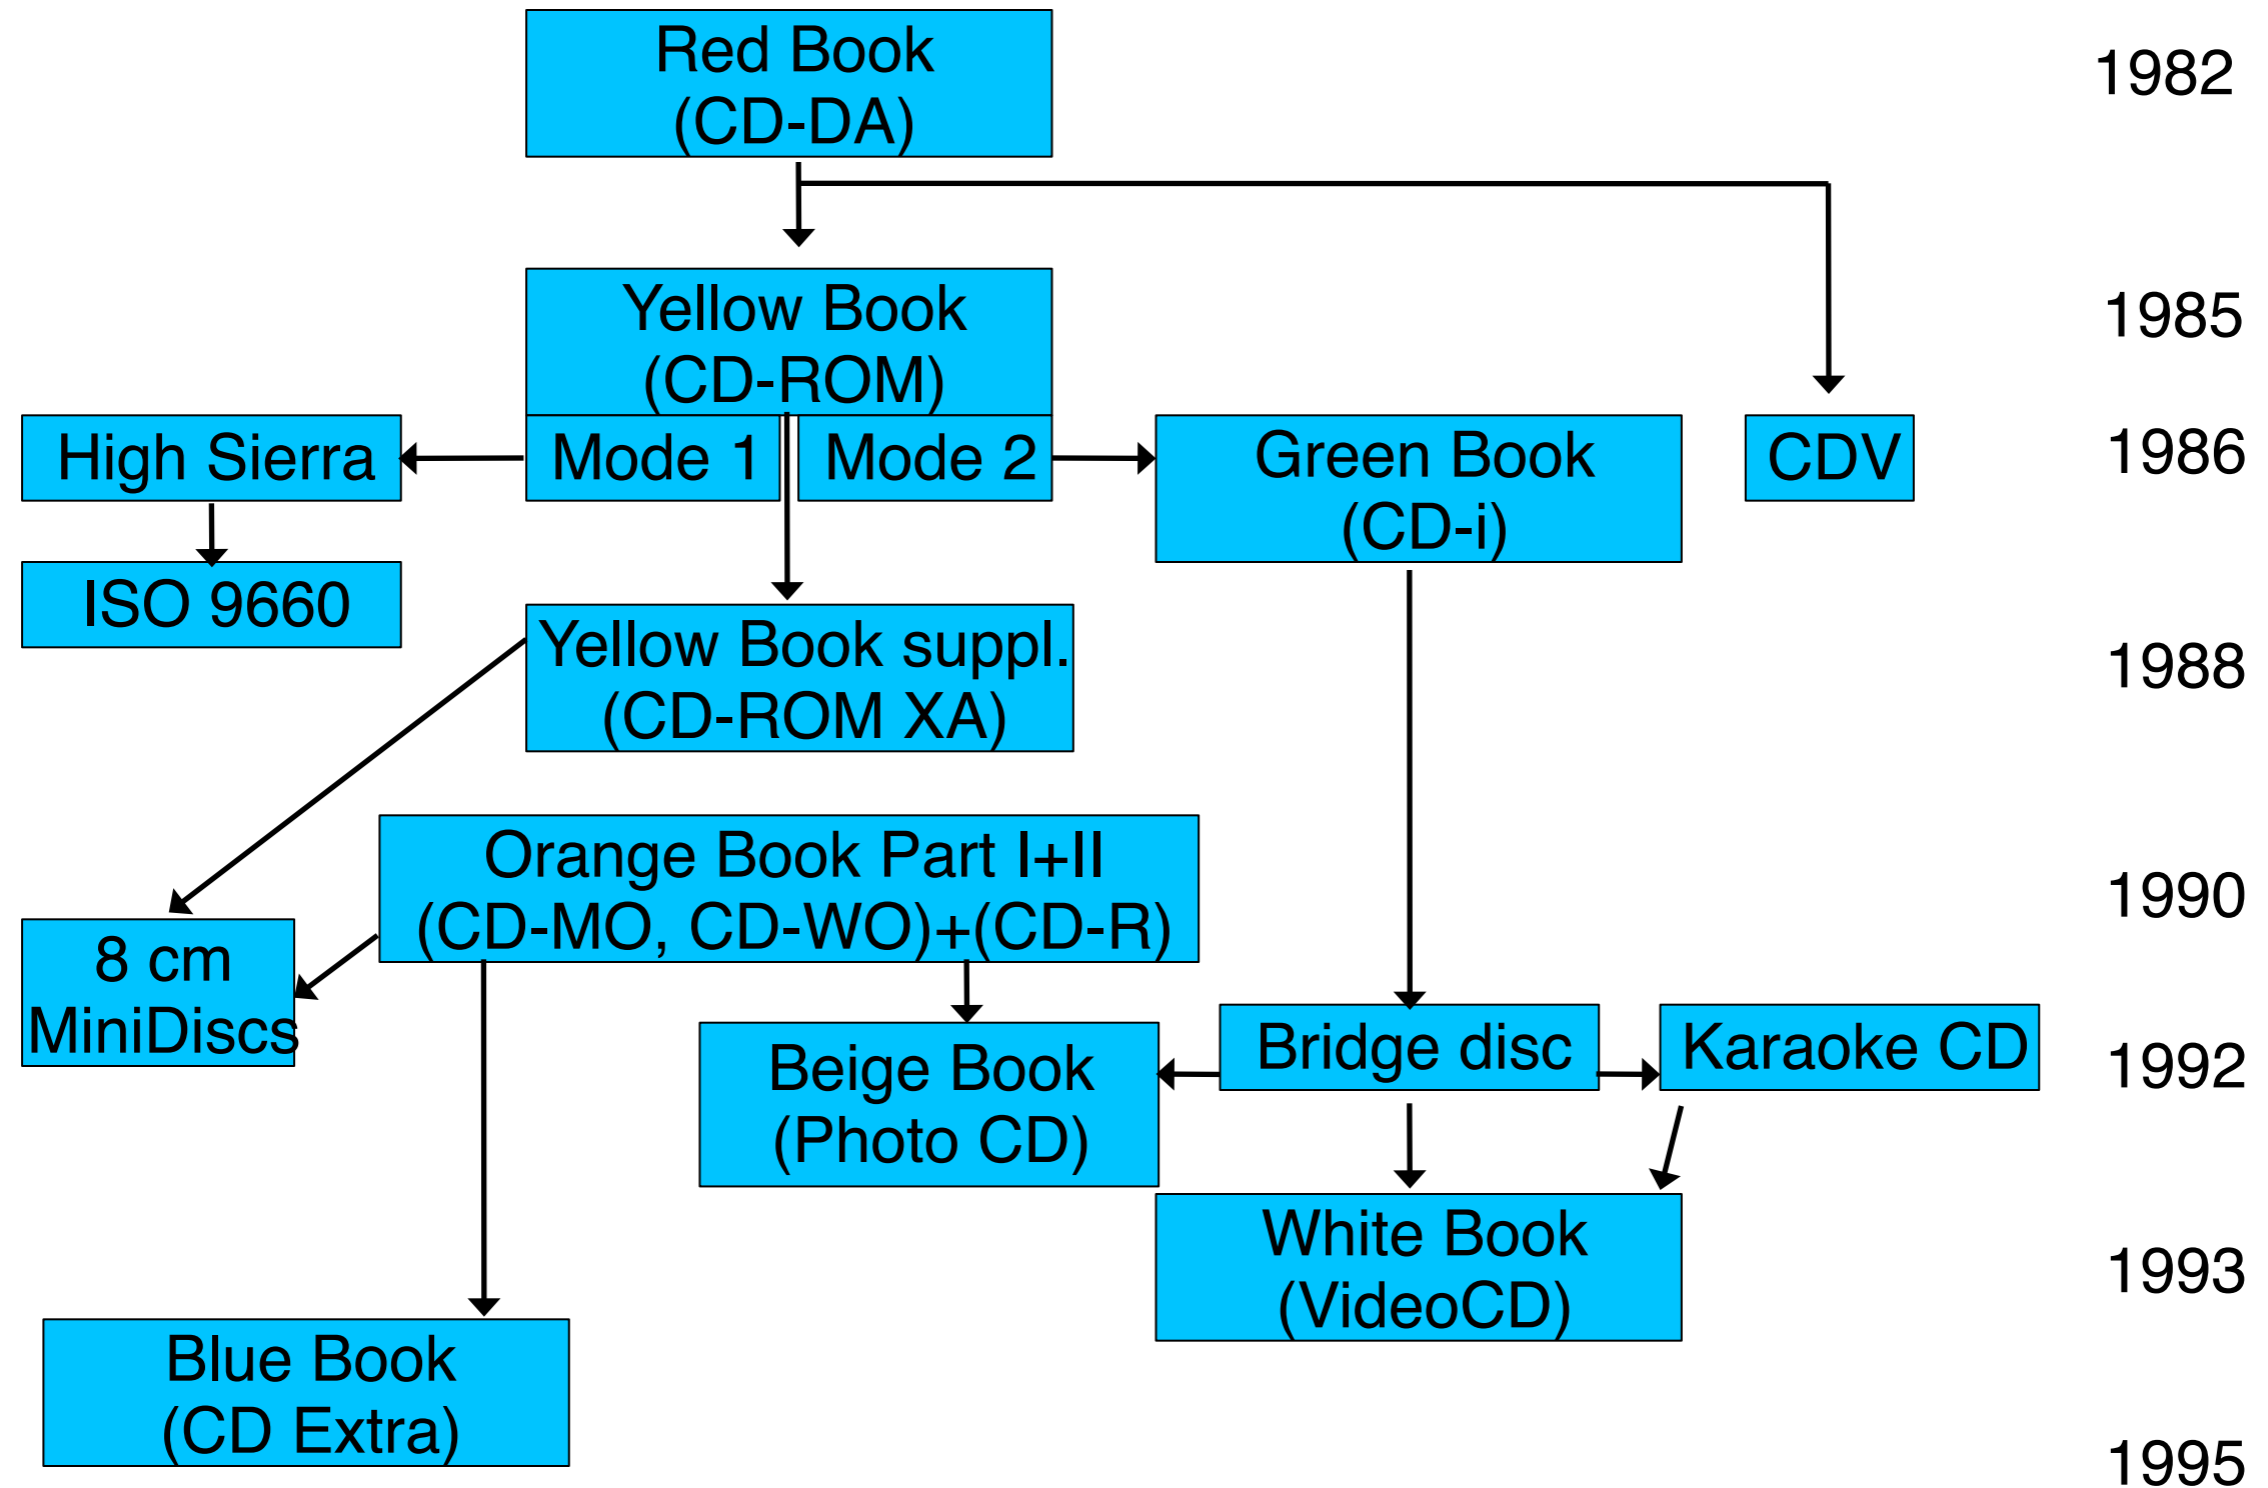 Red Book
(CD-DA)
1982
Yellow Book
(CD-ROM)
1985
High Sierra
Mode 1
Mode 2
Green Book
(CD-i)
CDV
1986
ISO 9660
Yellow Book suppl.
(CD-ROM XA)
1988
Orange Book Part I+II
(CD-MO, CD-WO)+(CD-R)
1990
8 cm
MiniDiscs
Beige Book
(Photo CD)
Bridge disc
Karaoke CD
1992
White Book
(VideoCD)
1993
Blue Book
(CD Extra)
1995